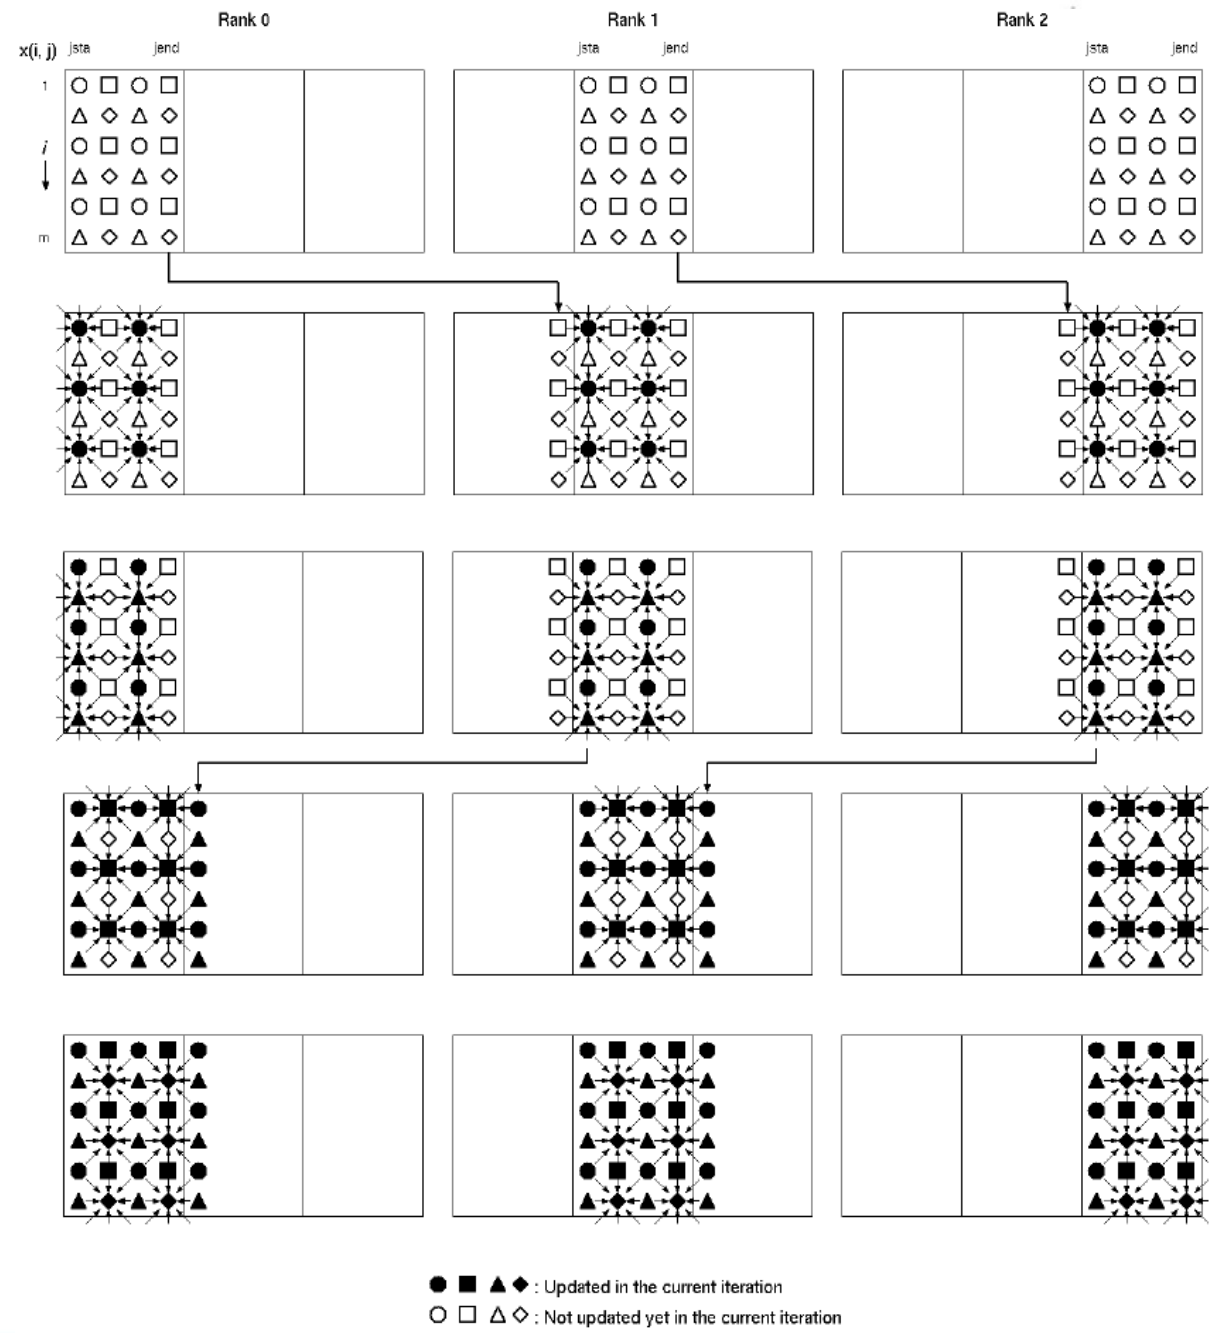 Rank 0 Rank 1 Rank 2
x(i, j) jsta jend jsta jend jsta jend
1
i
m
: Updated in the current iteration
: Not updated yet in the current iteration